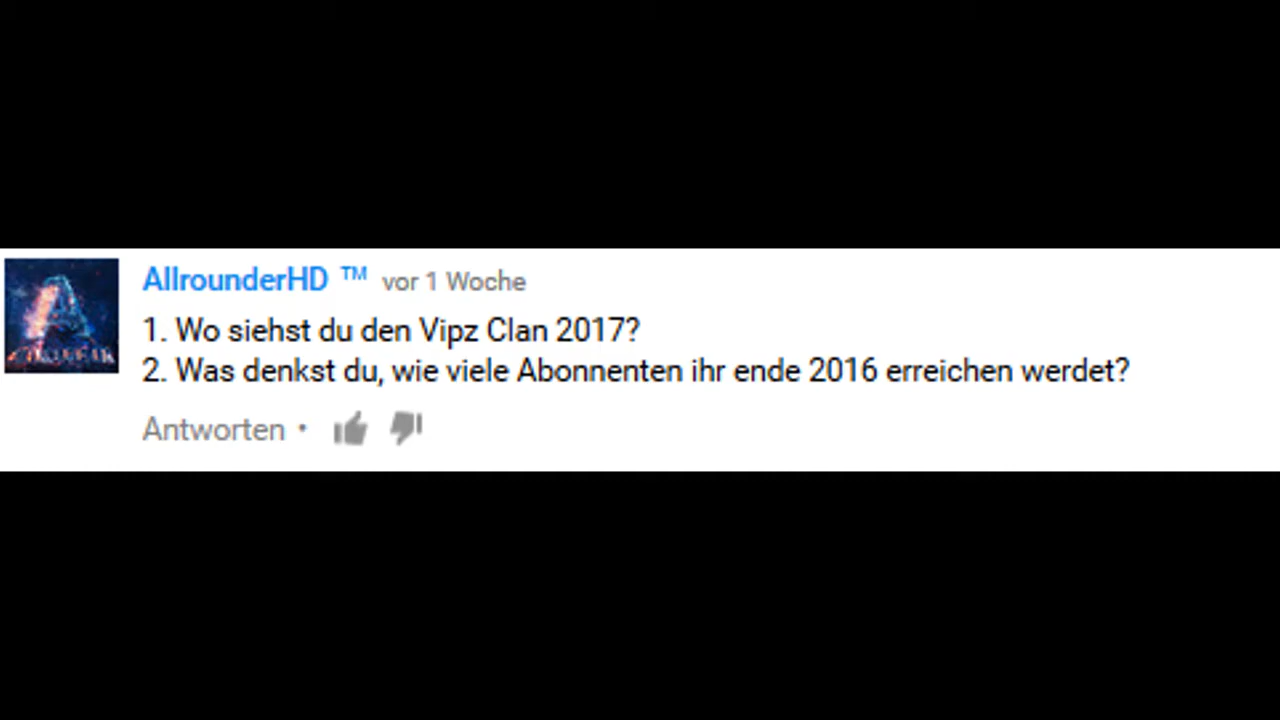 AllrounderHD ™ vor 1 Woche
1. Wo siehst du den Vipz Clan 2017?
2. Was denkst du, wie viele Abonnenten ihr ende 2016 erreichen werdet?
Antworten •